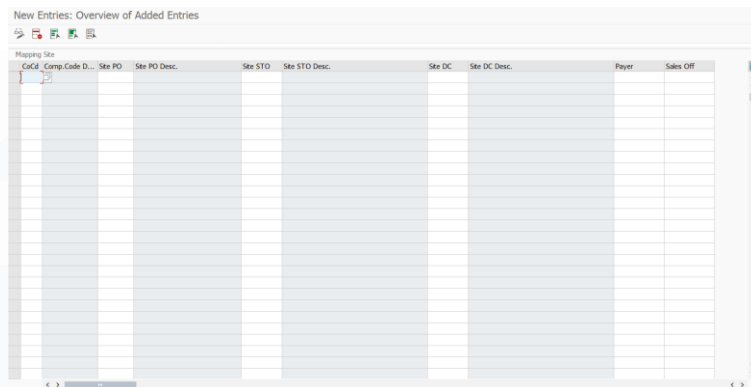 New Entries: Overview of Added Entries
Mapping Site
CoCd Comp.Code D... Site PO Site PO Desc. Site STO Site STO Desc. Site DC Site DC Desc. Payer Sales Off